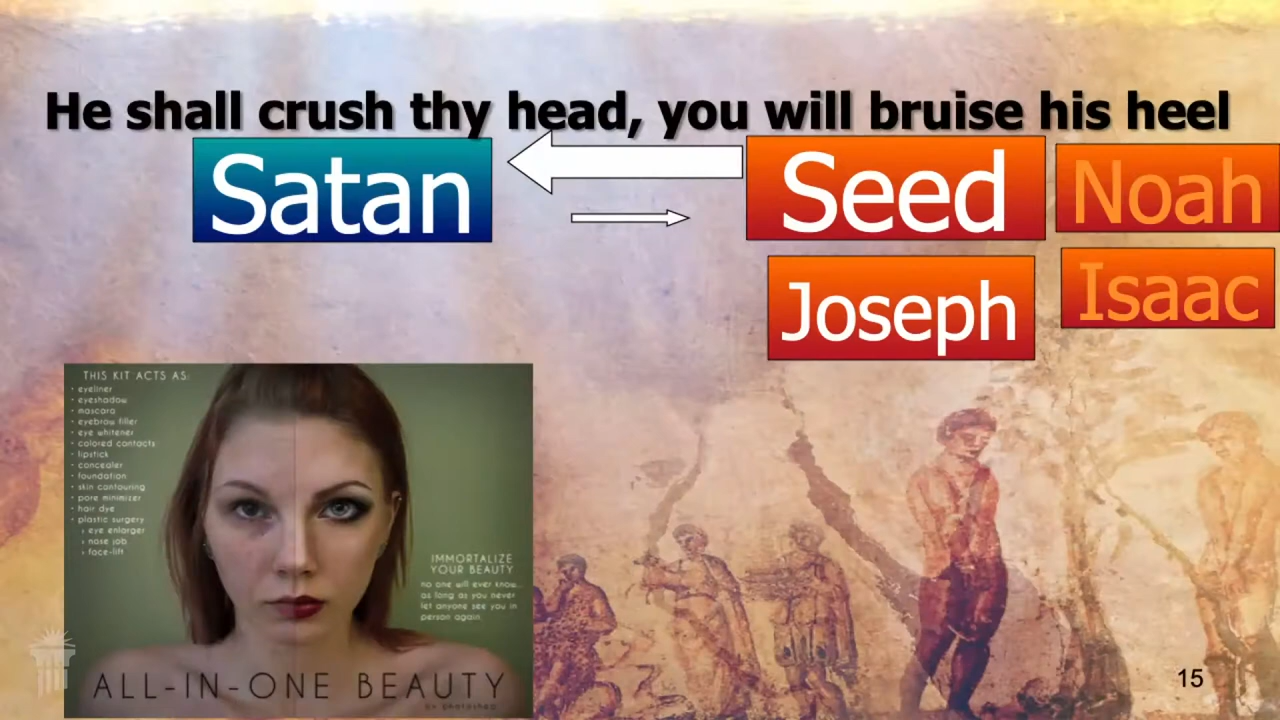 He shall crush thy head, you will bruise his heel
Satan
Seed
Noah
Joseph
Isaac
THIS KIT ACTS AS:
• eyeliner
• eyeshadow
• mascara
• eyebrow filler
• eye whitener
• colored contacts
• lipstick
• concealer
• foundation
• skin contouring
• pore minimizer
• hair dye
• plastic surgery
› eye enlarger
› nose job
› face-lift
IMMORTALIZE
YOUR BEAUTY
no one will ever know...
as long as you never
let anyone see you in
person again.
ALL-IN-ONE BEAUTY
by photoshop
15